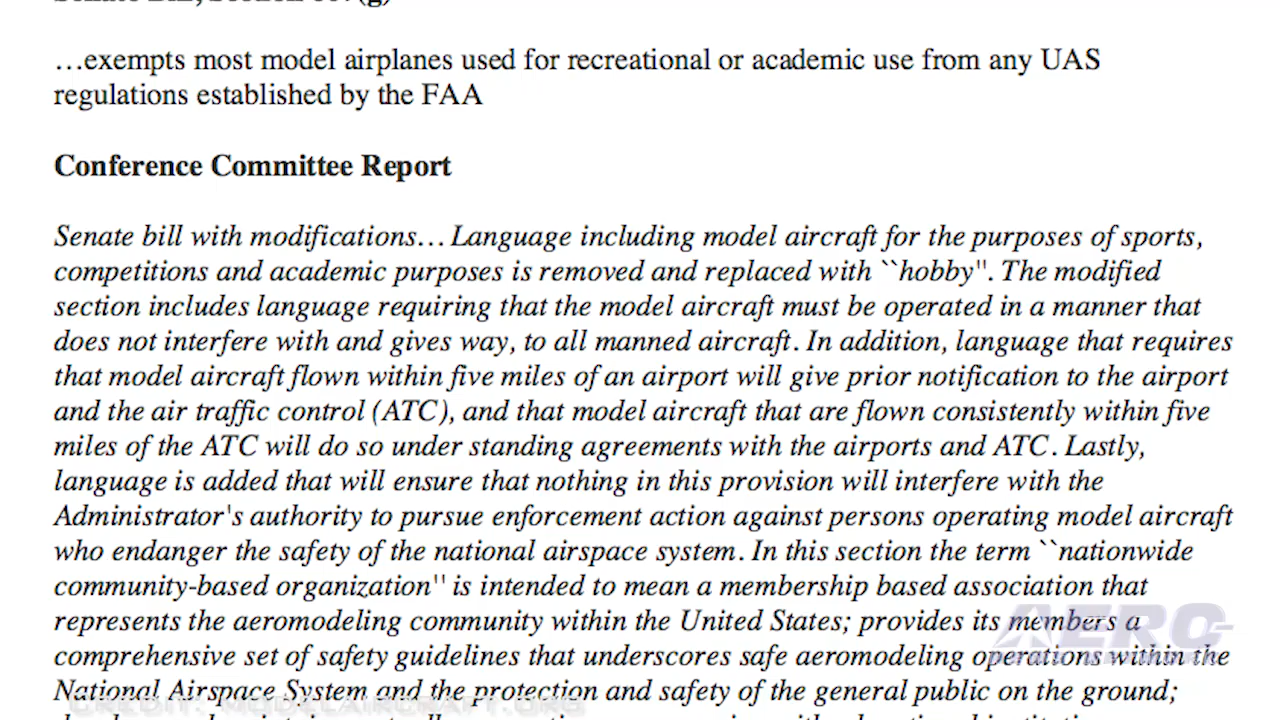 Senate Bill, Section 607(g)
…exempts most model airplanes used for recreational or academic use from any UAS
regulations established by the FAA
Conference Committee Report
Senate bill with modifications… Language including model aircraft for the purposes of sports,
competitions and academic purposes is removed and replaced with ``hobby''. The modified
section includes language requiring that the model aircraft must be operated in a manner that
does not interfere with and gives way, to all manned aircraft. In addition, language that requires
that model aircraft flown within five miles of an airport will give prior notification to the airport
and the air traffic control (ATC), and that model aircraft that are flown consistently within five
miles of the ATC will do so under standing agreements with the airports and ATC. Lastly,
language is added that will ensure that nothing in this provision will interfere with the
Administrator's authority to pursue enforcement action against persons operating model aircraft
who endanger the safety of the national airspace system. In this section the term ``nationwide
community-based organization'' is intended to mean a membership based association that
represents the aeromodeling community within the United States; provides its members a
comprehensive set of safety guidelines that underscores safe aeromodeling operations within the
National Airspace System and the protection and safety of the general public on the ground;
AERO
CREDIT: MODELAIRCRAFT.ORG